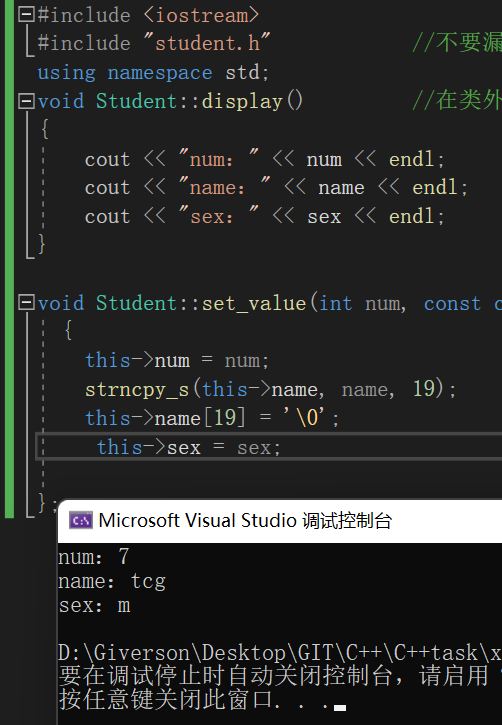 #include <iostream>
#include "student.h" //不要漏
using namespace std;
void Student::display() //在类外
{
cout << "num: " << num << endl;
cout << "name: " << name << endl;
cout << "sex: " << sex << endl;
}
void Student::set_value(int num, const c
{
this->num = num;
strncpy_s(this->name, name, 19);
this->name[19] = '\0';
this->sex = sex;
};
Microsoft Visual Studio 调试控制台
num: 7
name: tcg
sex: m
D:\Giverson\Desktop\GIT\C++\C++task\x
要在调试停止时自动关闭控制台，请启用
按任意键关闭此窗口. . .